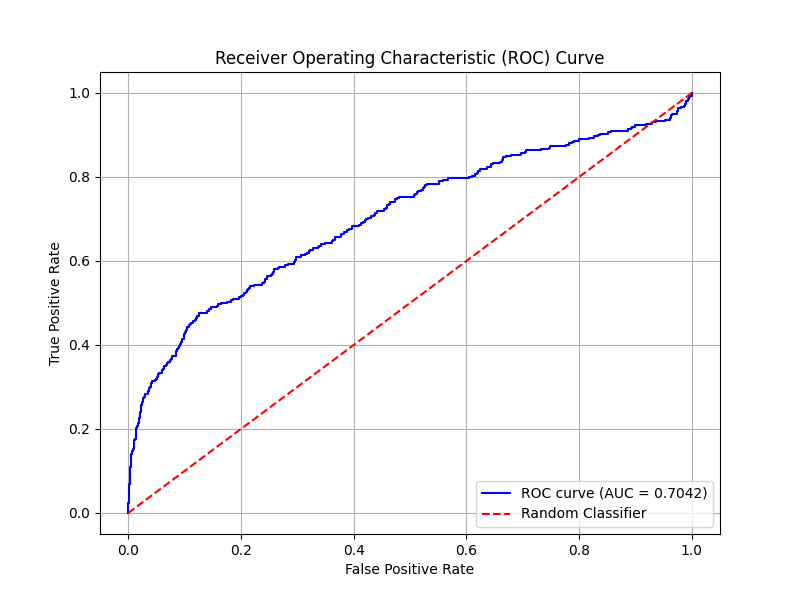 Receiver Operating Characteristic (ROC) Curve
True Positive Rate
1.0
0.8
0.6
0.4
0.2
0.0
0.0 0.2 0.4 0.6 0.8 1.0
False Positive Rate
ROC curve (AUC = 0.7042)
Random Classifier